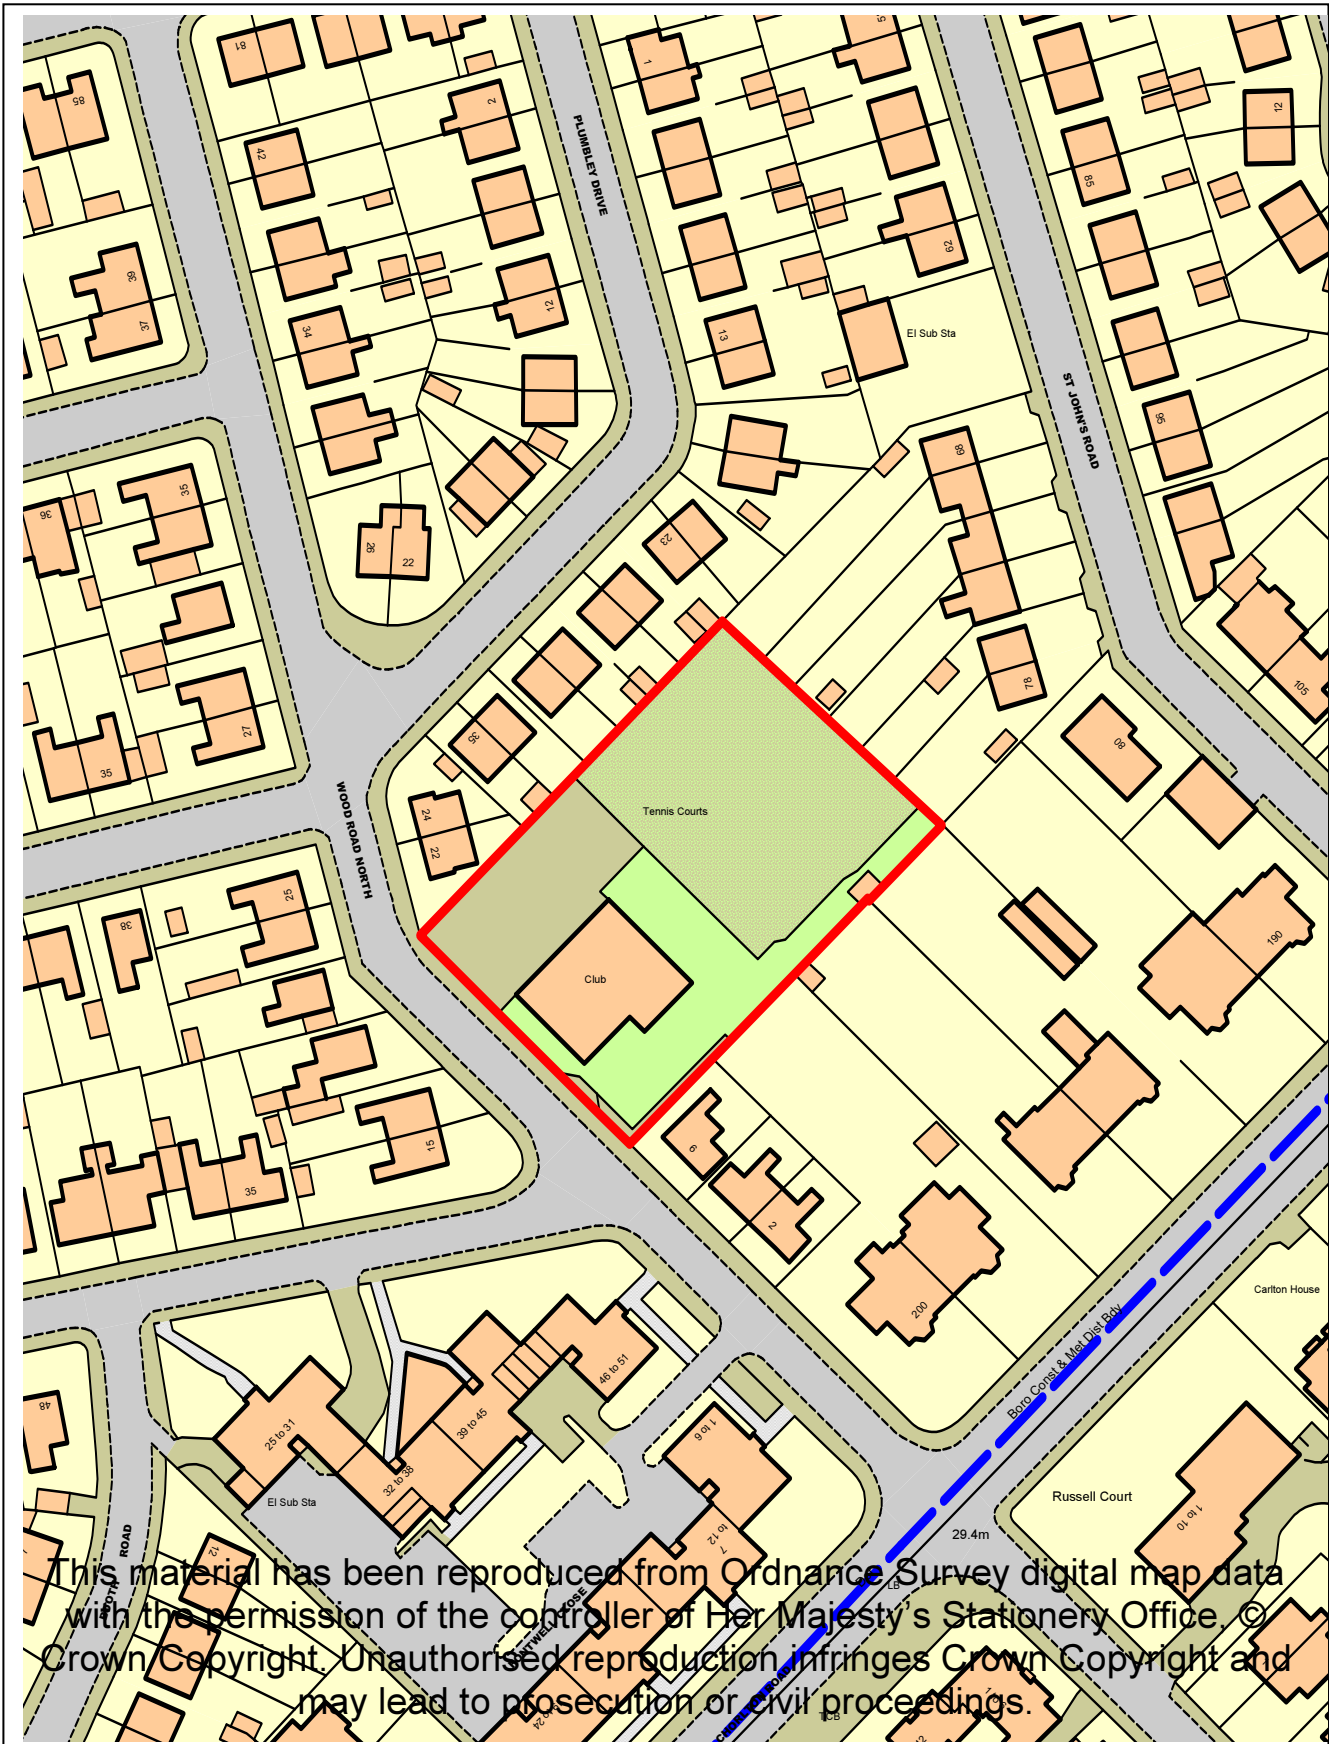 81
85
42
2
1
PLUMBLEY DRIVE
12
85
62
39
37
34
12
13
El Sub Sta
ST JOHN'S ROAD
96
68
35
36
26
22
23
78
105
80
27
35
35
24
22
WOOD ROAD NORTH
Tennis Courts
25
38
Club
190
15
35
6
2
200
Carlton House
Boro Const & Met Dist Bdy
46 to 51
39 to 45
25 to 31
32 to 38
48
El Sub Sta
1 to 6
7 to 12
Russell Court
1 to 10
29.4m
12
ROAD
LB
TCB
This material has been reproduced from Ordnance Survey digital map data
with the permission of the controller of Her Majesty's Stationery Office, ©
Crown Copyright. Unauthorised reproduction infringes Crown Copyright and
may lead to prosecution or civil proceedings.